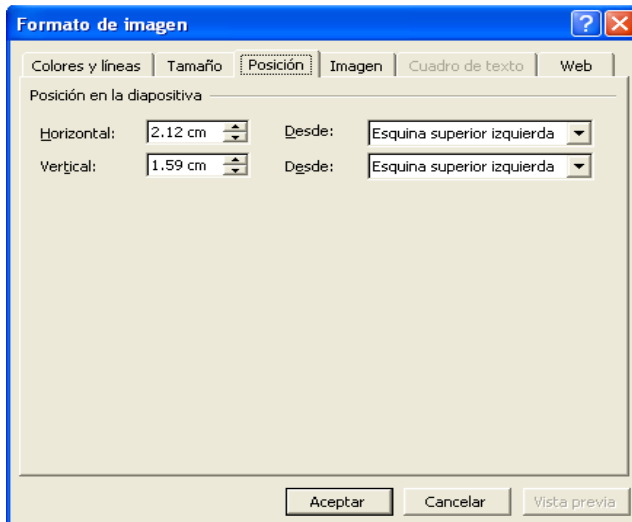 Formato de imagen
Colores y líneas Tamaño Posición Imagen Cuadro de texto Web
Posición en la diapositiva
Horizontal: 2.12 cm Desde: Esquina superior izquierda
Vertical: 1.59 cm Desde: Esquina superior izquierda
Aceptar Cancelar Vista previa